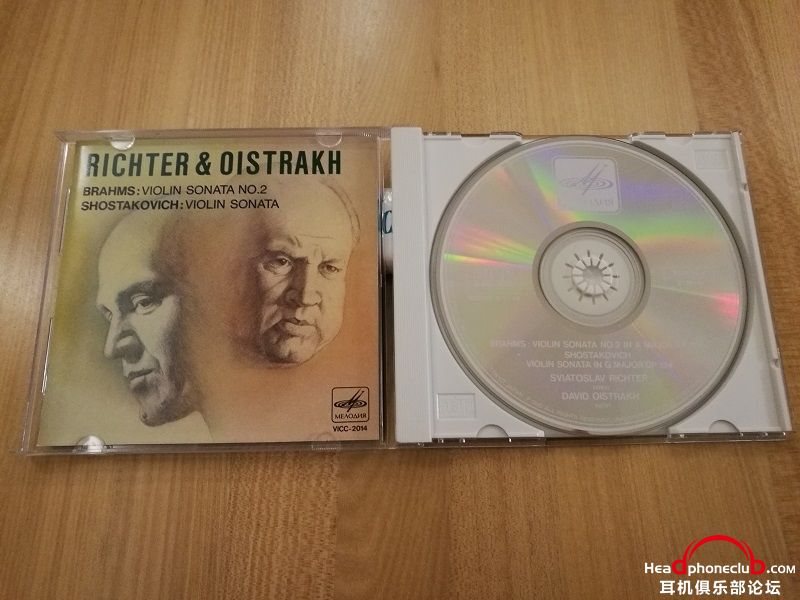 RICHTER & OISTRAKH
BRAHMS: VIOLIN SONATA NO.2
SHOSTAKOVICH: VIOLIN SONATA
МЕЛОДИЯ
VICC-2014
BRAHMS: VIOLIN SONATA NO.2 IN A MAJOR
SHOSTAKOVICH
VIOLIN SONATA IN G MAJOR
SVIATOSLAV RICHTER
DAVID OISTRAKH
Headphoneclub.com
耳机俱乐部论坛